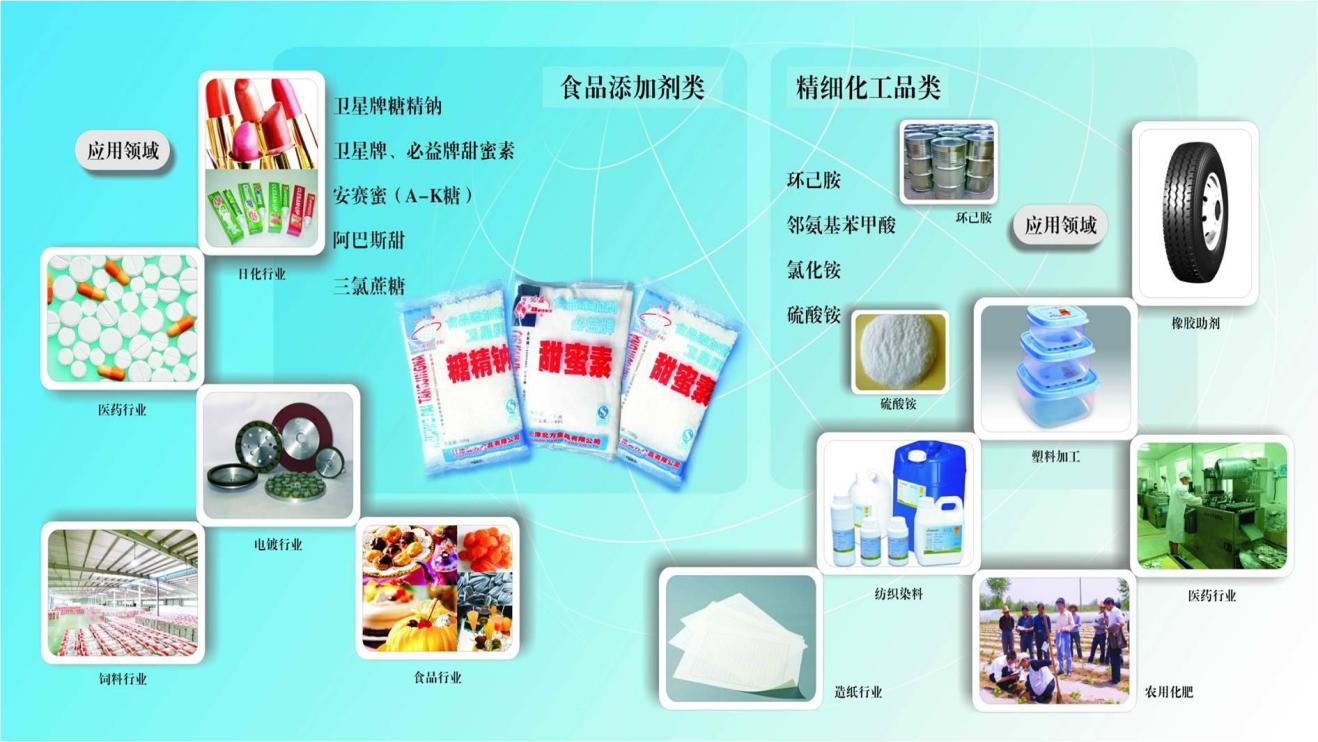 食品添加剂类
应用领域
卫星牌糖精钠
卫星牌、必益牌甜蜜素
安赛蜜（A-K糖）
阿巴斯甜
三氯蔗糖
日化行业
医药行业
电镀行业
饲料行业
食品行业
糖精钠
甜蜜素
甜蜜素
精细化工品类
环己胺
邻氨基苯甲酸
氯化铵
硫酸铵
环己胺
应用领域
硫酸铵
橡胶助剂
塑料加工
纺织染料
医药行业
造纸行业
农用化肥